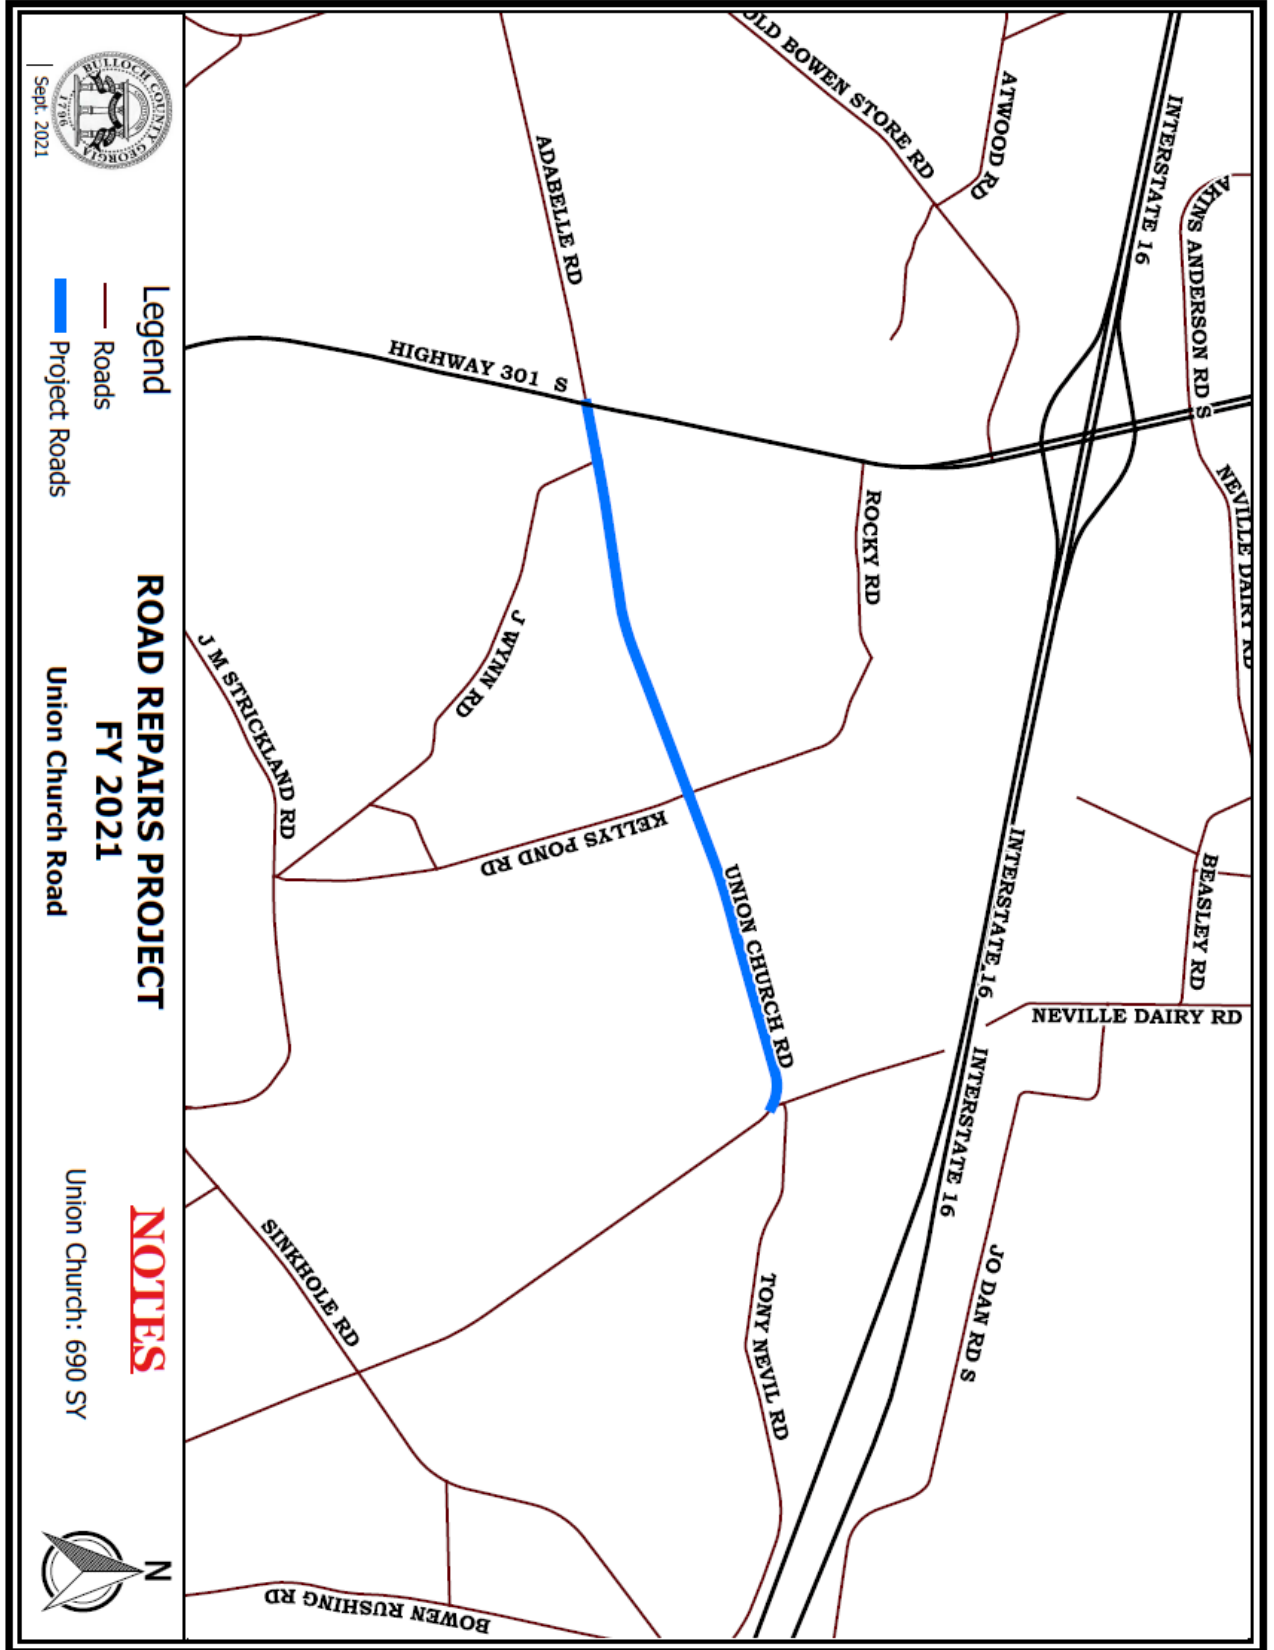 INTERSTATE 16
AKINS ANDERSON RD S
NEVILLE DAIRY RD
BEASLEY RD
NEVILLE DAIRY RD
ATWOOD RD
OLD BOWEN STORE RD
INTERSTATE 16
INTERSTATE 16
JO DAN RD S
ROCKY RD
ADABELLE RD
HIGHWAY 301 S
UNION CHURCH RD
TONY NEVIL RD
J WYNN RD
KELLYS POND RD
J M STRICKLAND RD
SINKHOLE RD
BOWEN RUSHING RD
BULLOCH COUNTY GEORGIA
1796
Sept. 2021
Legend
Roads
Project Roads
ROAD REPAIRS PROJECT
FY 2021
Union Church Road
NOTES
Union Church: 690 SY
N